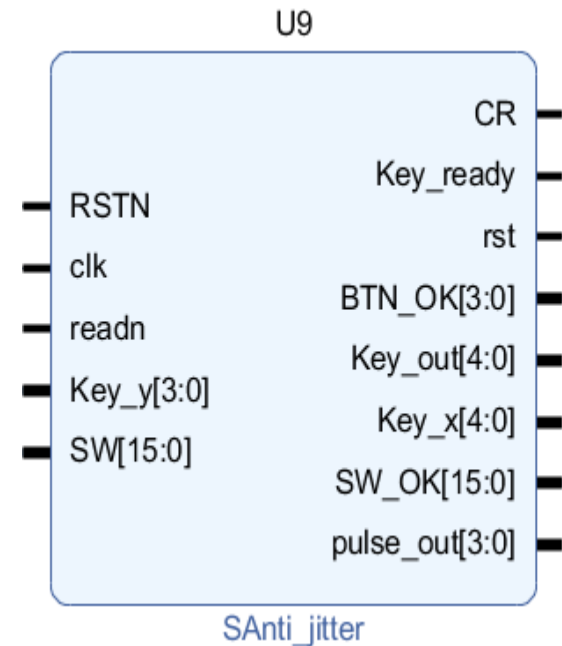 U9
RSTN
clk
readn
Key_y[3:0]
SW[15:0]
CR
Key_ready
rst
BTN_OK[3:0]
Key_out[4:0]
Key_x[4:0]
SW_OK[15:0]
pulse_out[3:0]
SAnti_jitter